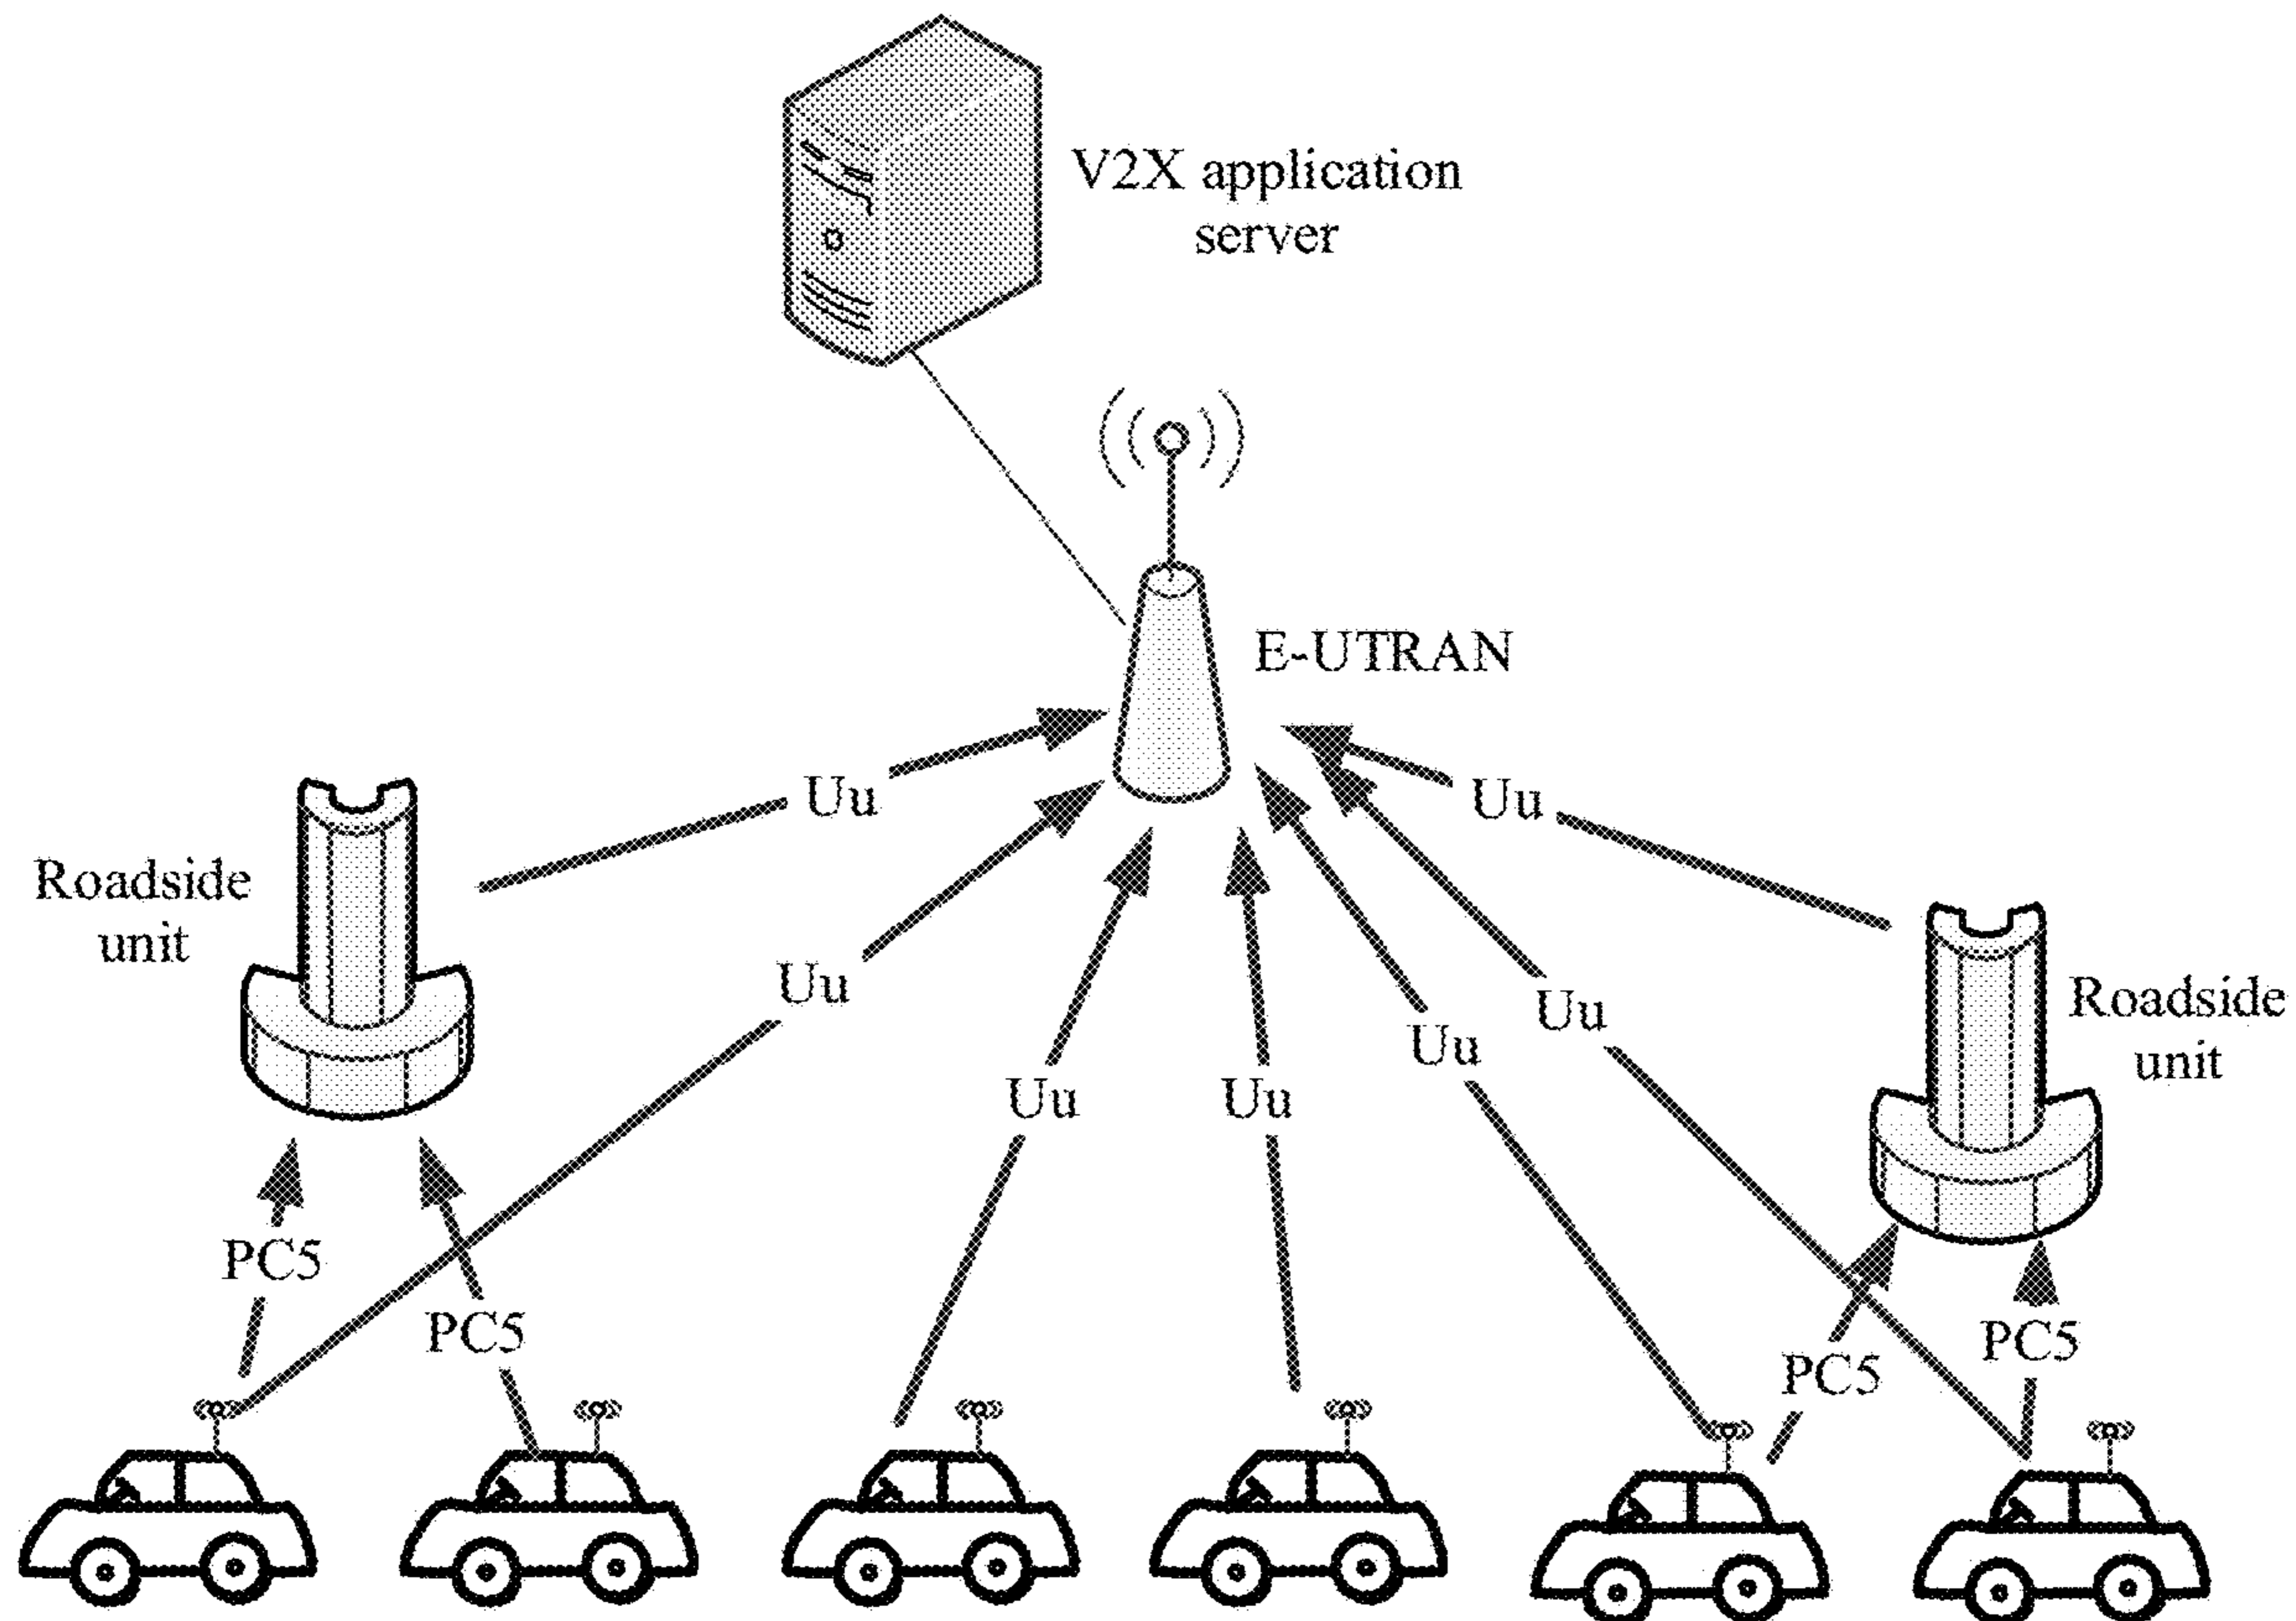 V2X application
server
E-UTRAN
Uu
Uu
Roadside
unit
Uu
Uu
Roadside
unit
Uu
Uu
Uu
PC5
PC5
PC5
PC5
Uu